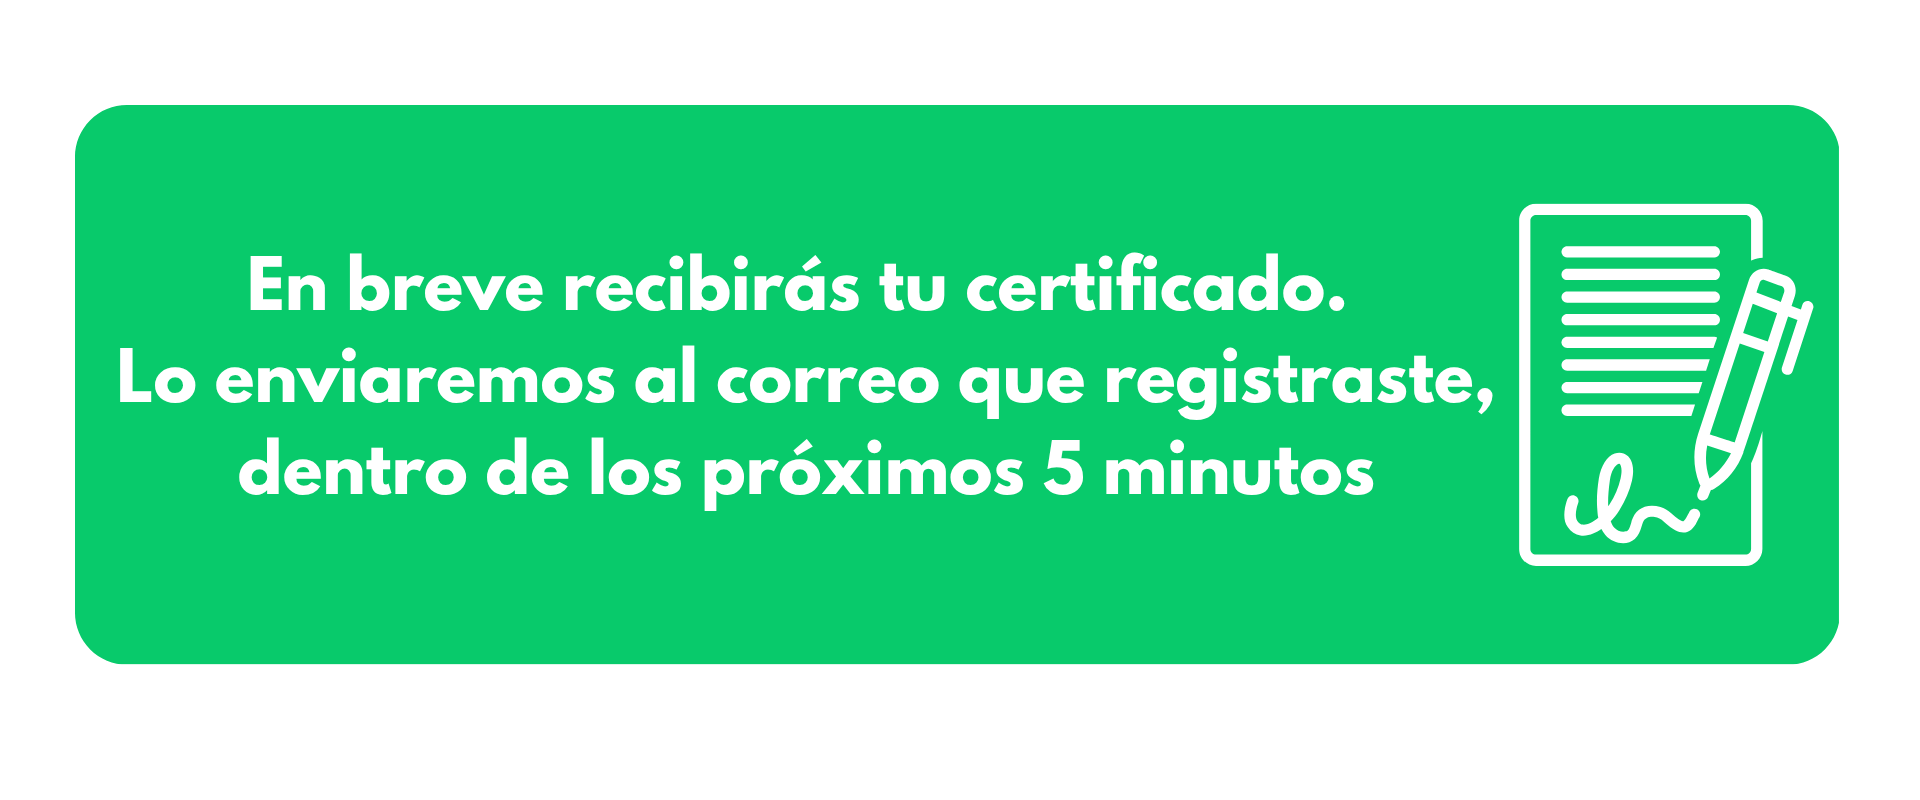 En breve recibirás tu certificado.
Lo enviaremos al correo que registraste,
dentro de los próximos 5 minutos